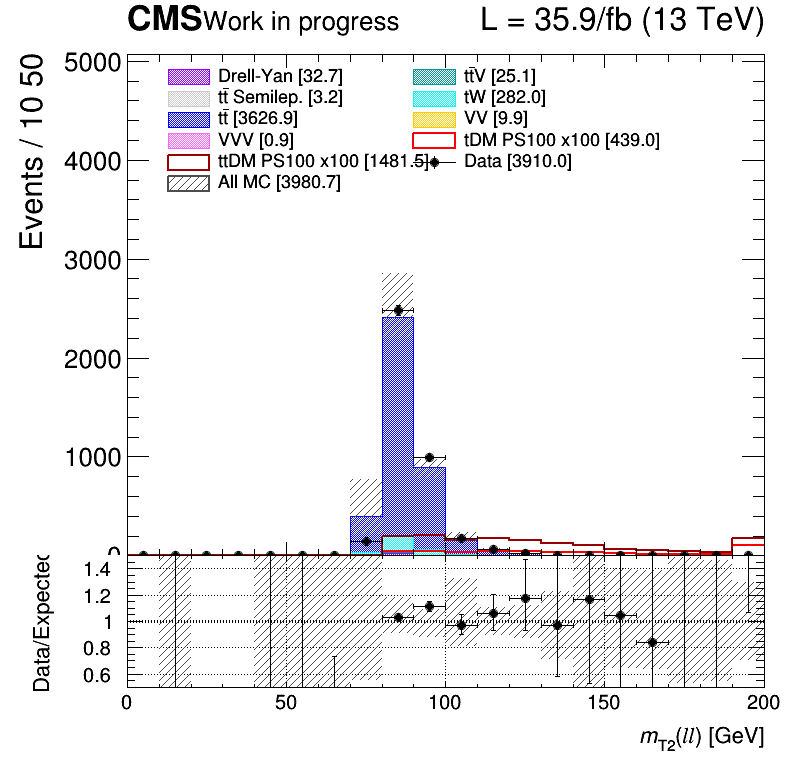 CMS Work in progress L = 35.9/fb (13 TeV)
Events / 10 50
5000
4000
3000
2000
1000
0
Drell-Yan [32.7]
tt̄ Semilep. [3.2]
tt̄ [3626.9]
VVV [0.9]
ttDM PS100 x100 [1481.5]
All MC [3980.7]
tt̄V [25.1]
tW [282.0]
VV [9.9]
tDM PS100 x100 [439.0]
Data [3910.0]
Data/Expected
1.4
1.2
1
0.8
0.6
0 50 100 150 200
m_T2(ll) [GeV]